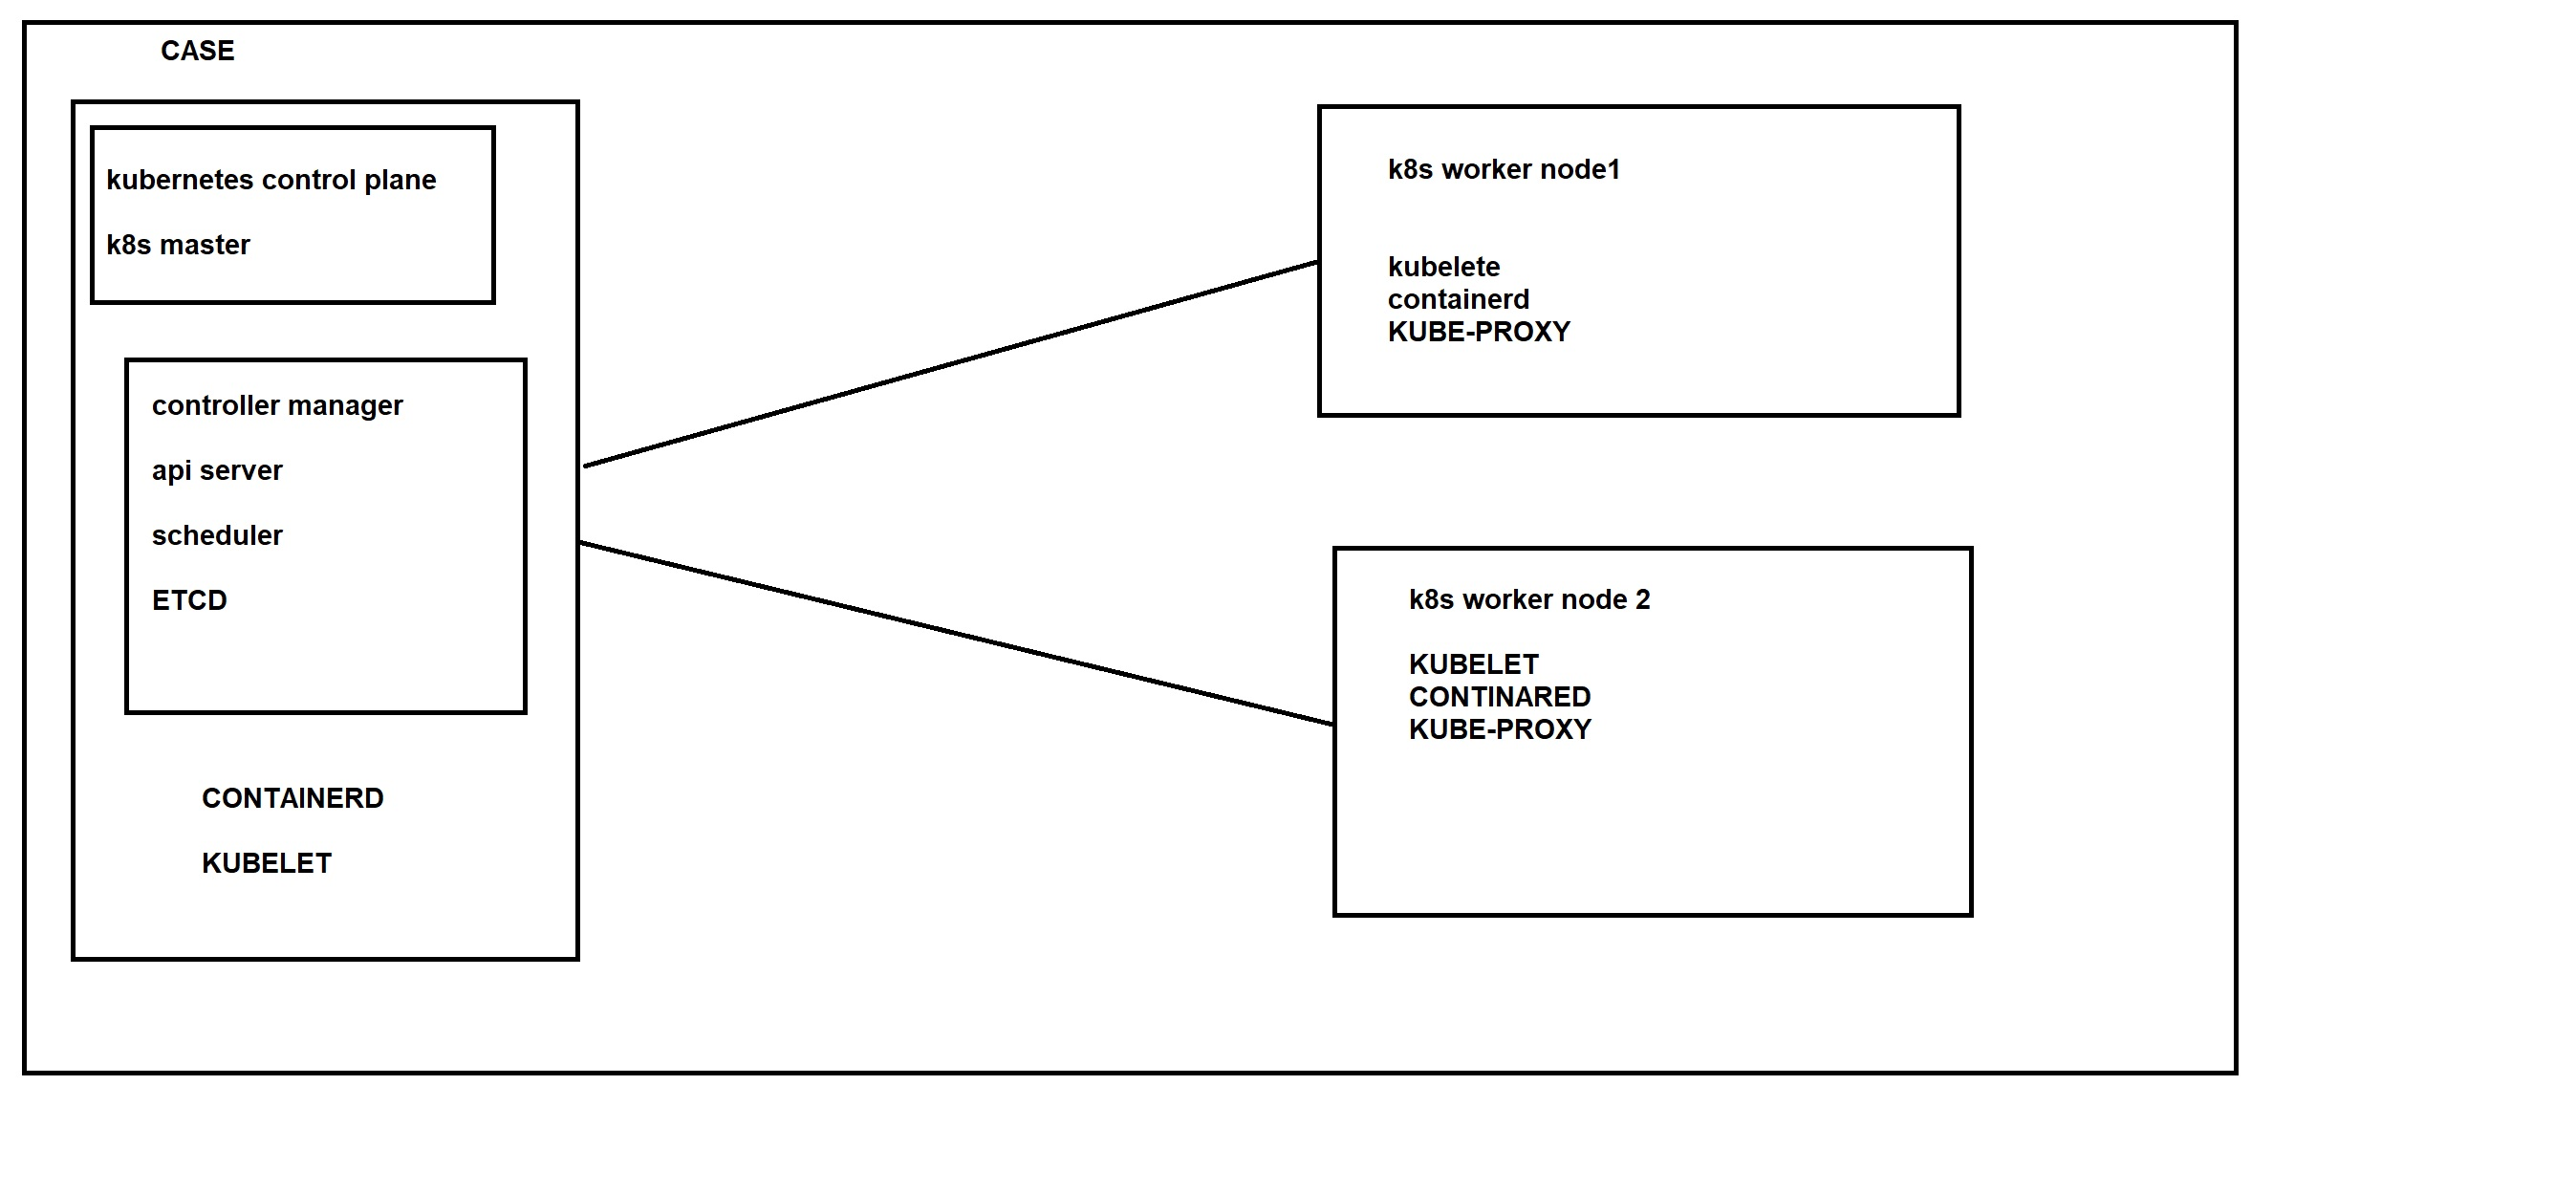 CASE
kubernetes control plane
k8s master
controller manager
api server
scheduler
ETCD
CONTAINERD
KUBELET
k8s worker node1
kubelete
containerd
KUBE-PROXY
k8s worker node 2
KUBELET
CONTINARED
KUBE-PROXY